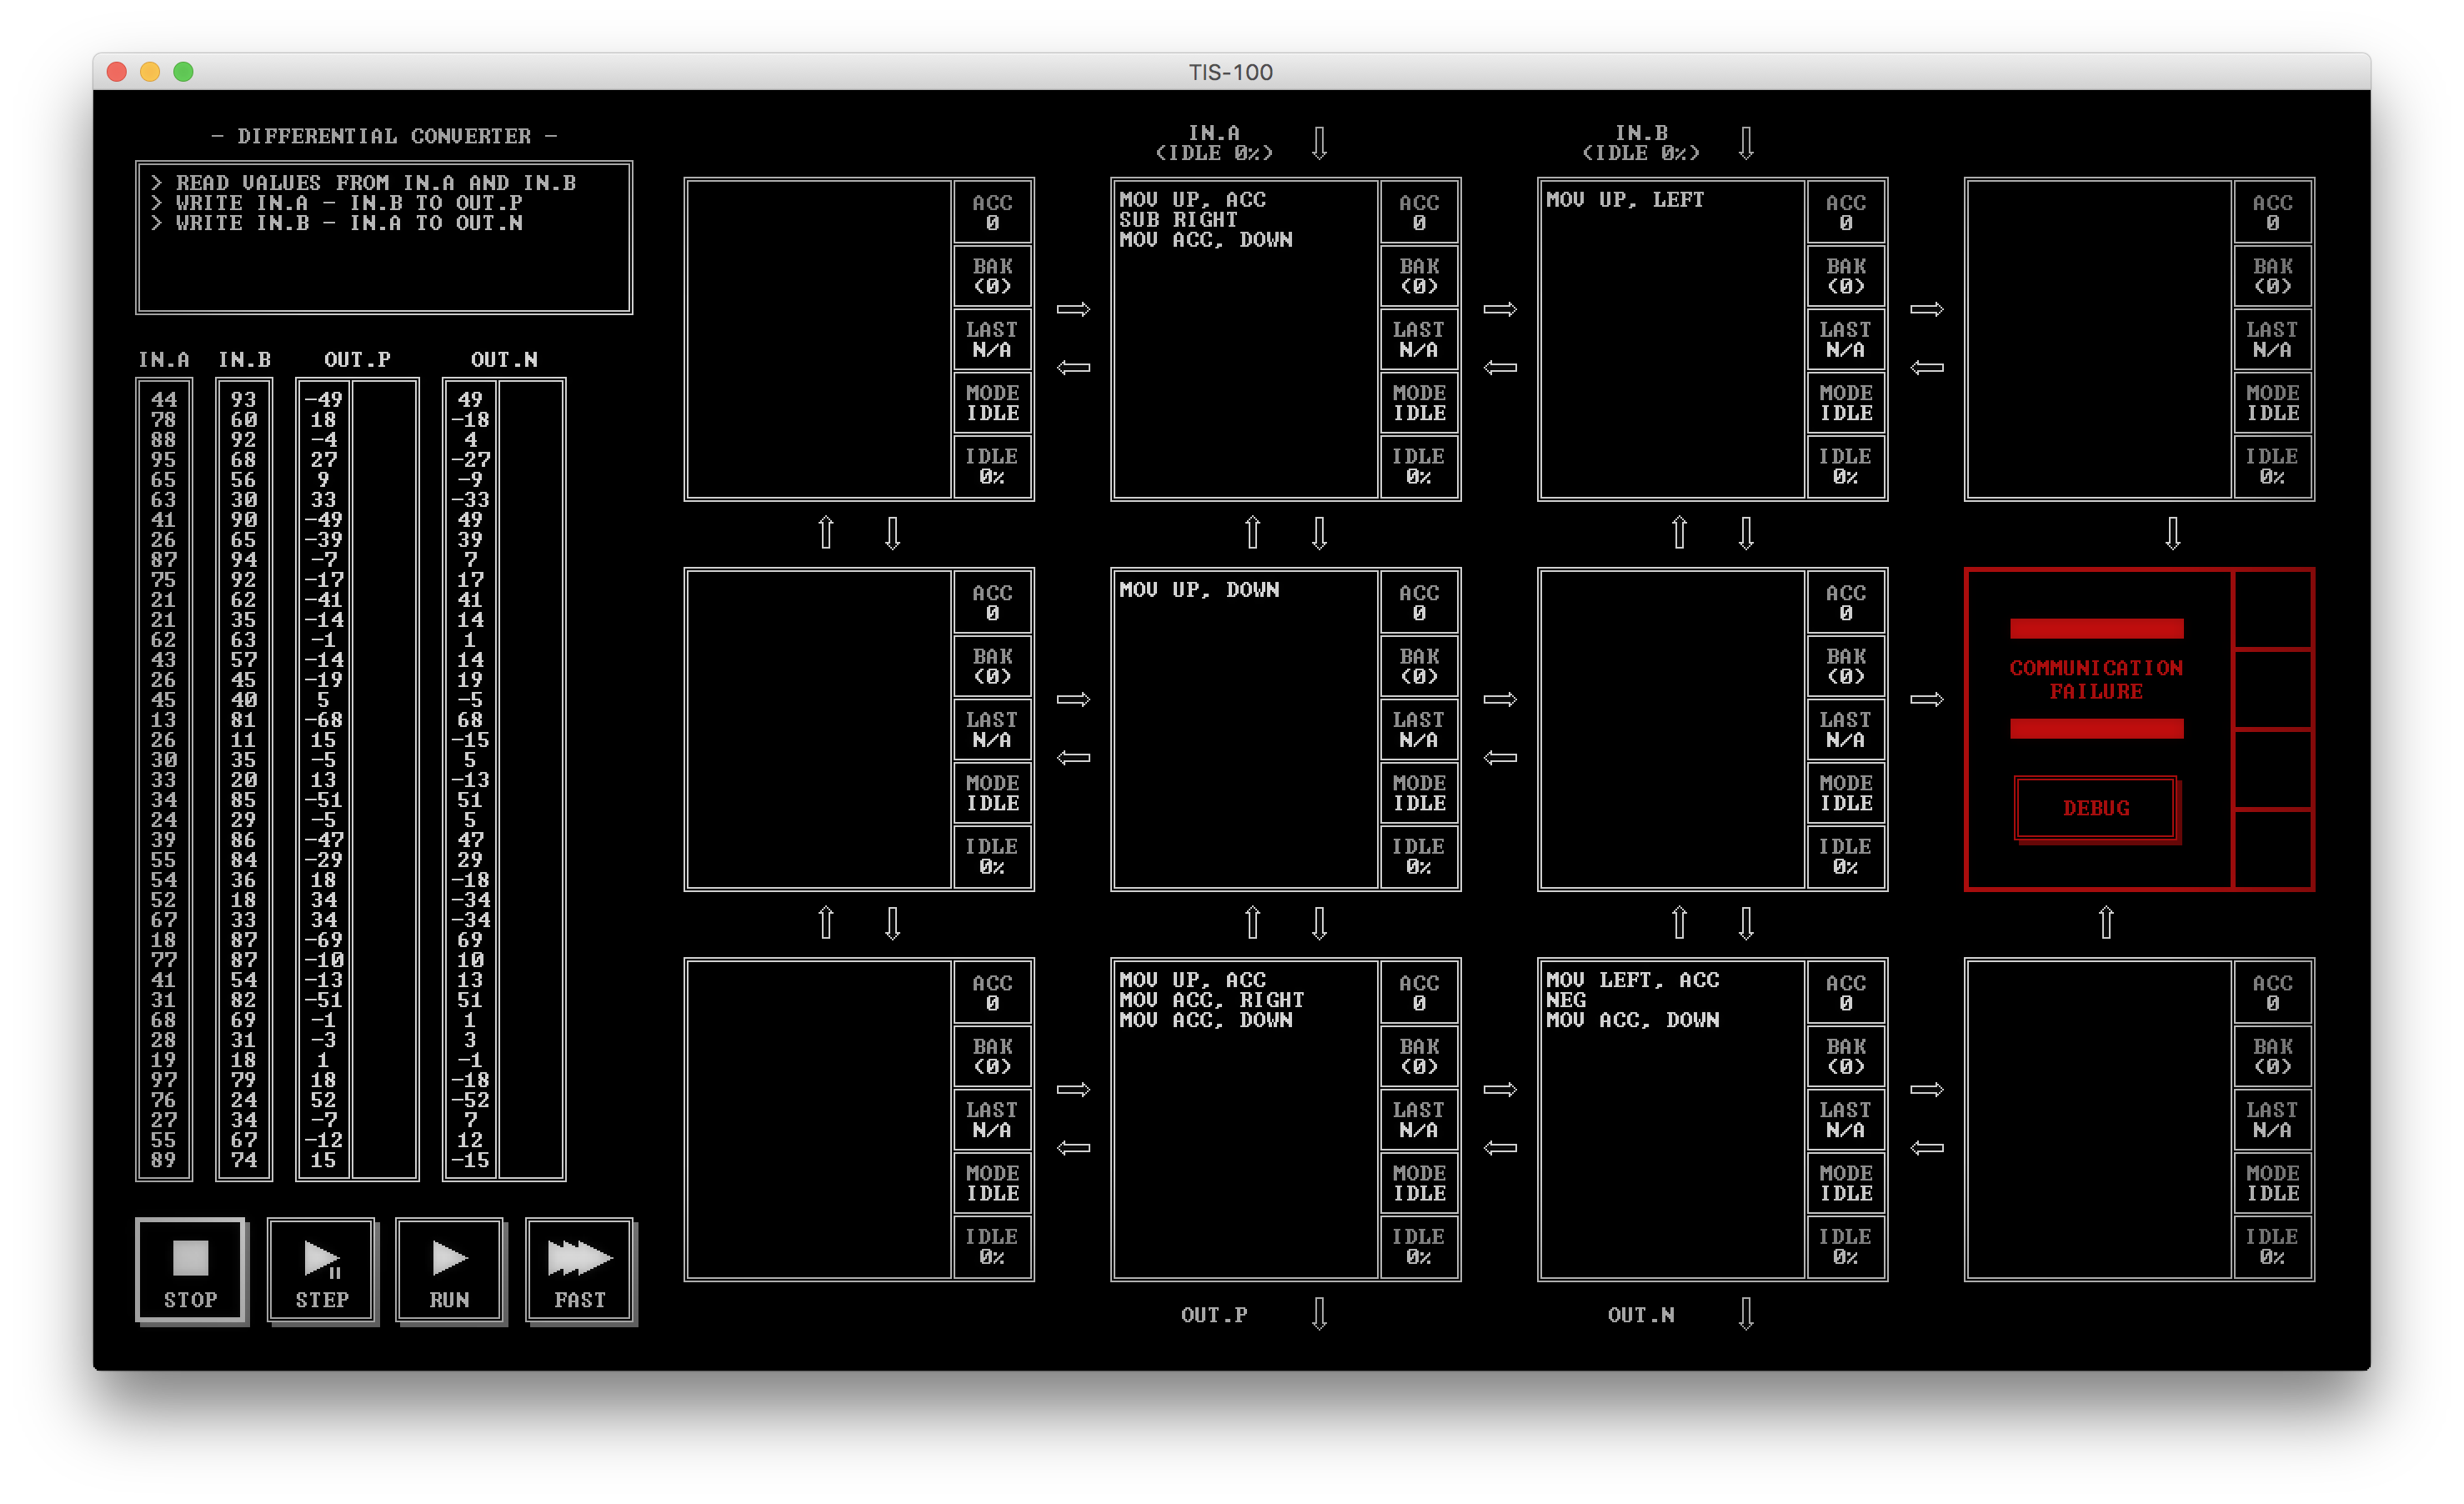 TIS-100
- DIFFERENTIAL CONVERTER -
> READ VALUES FROM IN.A AND IN.B
> WRITE IN.A - IN.B TO OUT.P
> WRITE IN.B - IN.A TO OUT.N
IN.A IN.B OUT.P OUT.N
44 93 -49 49
78 60 18 -18
88 92 -4 4
95 68 27 -27
65 56 9 -9
63 30 33 -33
41 90 -49 49
26 65 -39 39
87 94 -7 7
75 92 -17 17
21 62 -41 41
21 35 -14 14
62 63 -1 1
43 57 -14 14
26 45 -19 19
45 40 5 -5
13 81 -68 68
26 11 15 -15
30 35 -5 5
33 20 13 -13
34 85 -51 51
24 29 -5 5
39 86 -47 47
55 84 -29 29
54 36 18 -18
52 18 34 -34
67 33 34 -34
18 87 -69 69
77 87 -10 10
41 54 -13 13
31 82 -51 51
68 69 -1 1
28 31 -3 3
19 18 1 -1
97 79 18 -18
76 24 52 -52
27 34 -7 7
55 67 -12 12
89 74 15 -15
STOP STEP RUN FAST
IN.A
(IDLE 0%)
IN.B
(IDLE 0%)
ACC
0
BAK
(0)
LAST
N/A
MODE
IDLE
IDLE
0%
MOV UP, ACC
SUB RIGHT
MOV ACC, DOWN
ACC
0
BAK
(0)
LAST
N/A
MODE
IDLE
IDLE
0%
MOV UP, LEFT
ACC
0
BAK
(0)
LAST
N/A
MODE
IDLE
IDLE
0%
ACC
0
BAK
(0)
LAST
N/A
MODE
IDLE
IDLE
0%
ACC
0
BAK
(0)
LAST
N/A
MODE
IDLE
IDLE
0%
MOV UP, DOWN
ACC
0
BAK
(0)
LAST
N/A
MODE
IDLE
IDLE
0%
ACC
0
BAK
(0)
LAST
N/A
MODE
IDLE
IDLE
0%
COMMUNICATION
FAILURE
DEBUG
ACC
0
BAK
(0)
LAST
N/A
MODE
IDLE
IDLE
0%
MOV UP, ACC
MOV ACC, RIGHT
MOV ACC, DOWN
ACC
0
BAK
(0)
LAST
N/A
MODE
IDLE
IDLE
0%
MOV LEFT, ACC
NEG
MOV ACC, DOWN
ACC
0
BAK
(0)
LAST
N/A
MODE
IDLE
IDLE
0%
ACC
0
BAK
(0)
LAST
N/A
MODE
IDLE
IDLE
0%
OUT.P
OUT.N